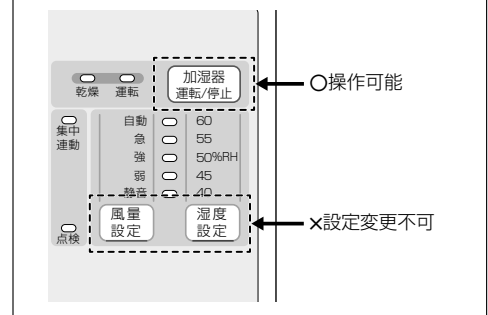 加湿器
運転/停止
○操作可能
乾燥 運転
集中
連動
自動 60
急 55
強 50%RH
弱 45
静音 40
風量
設定
湿度
設定
×設定変更不可
点検